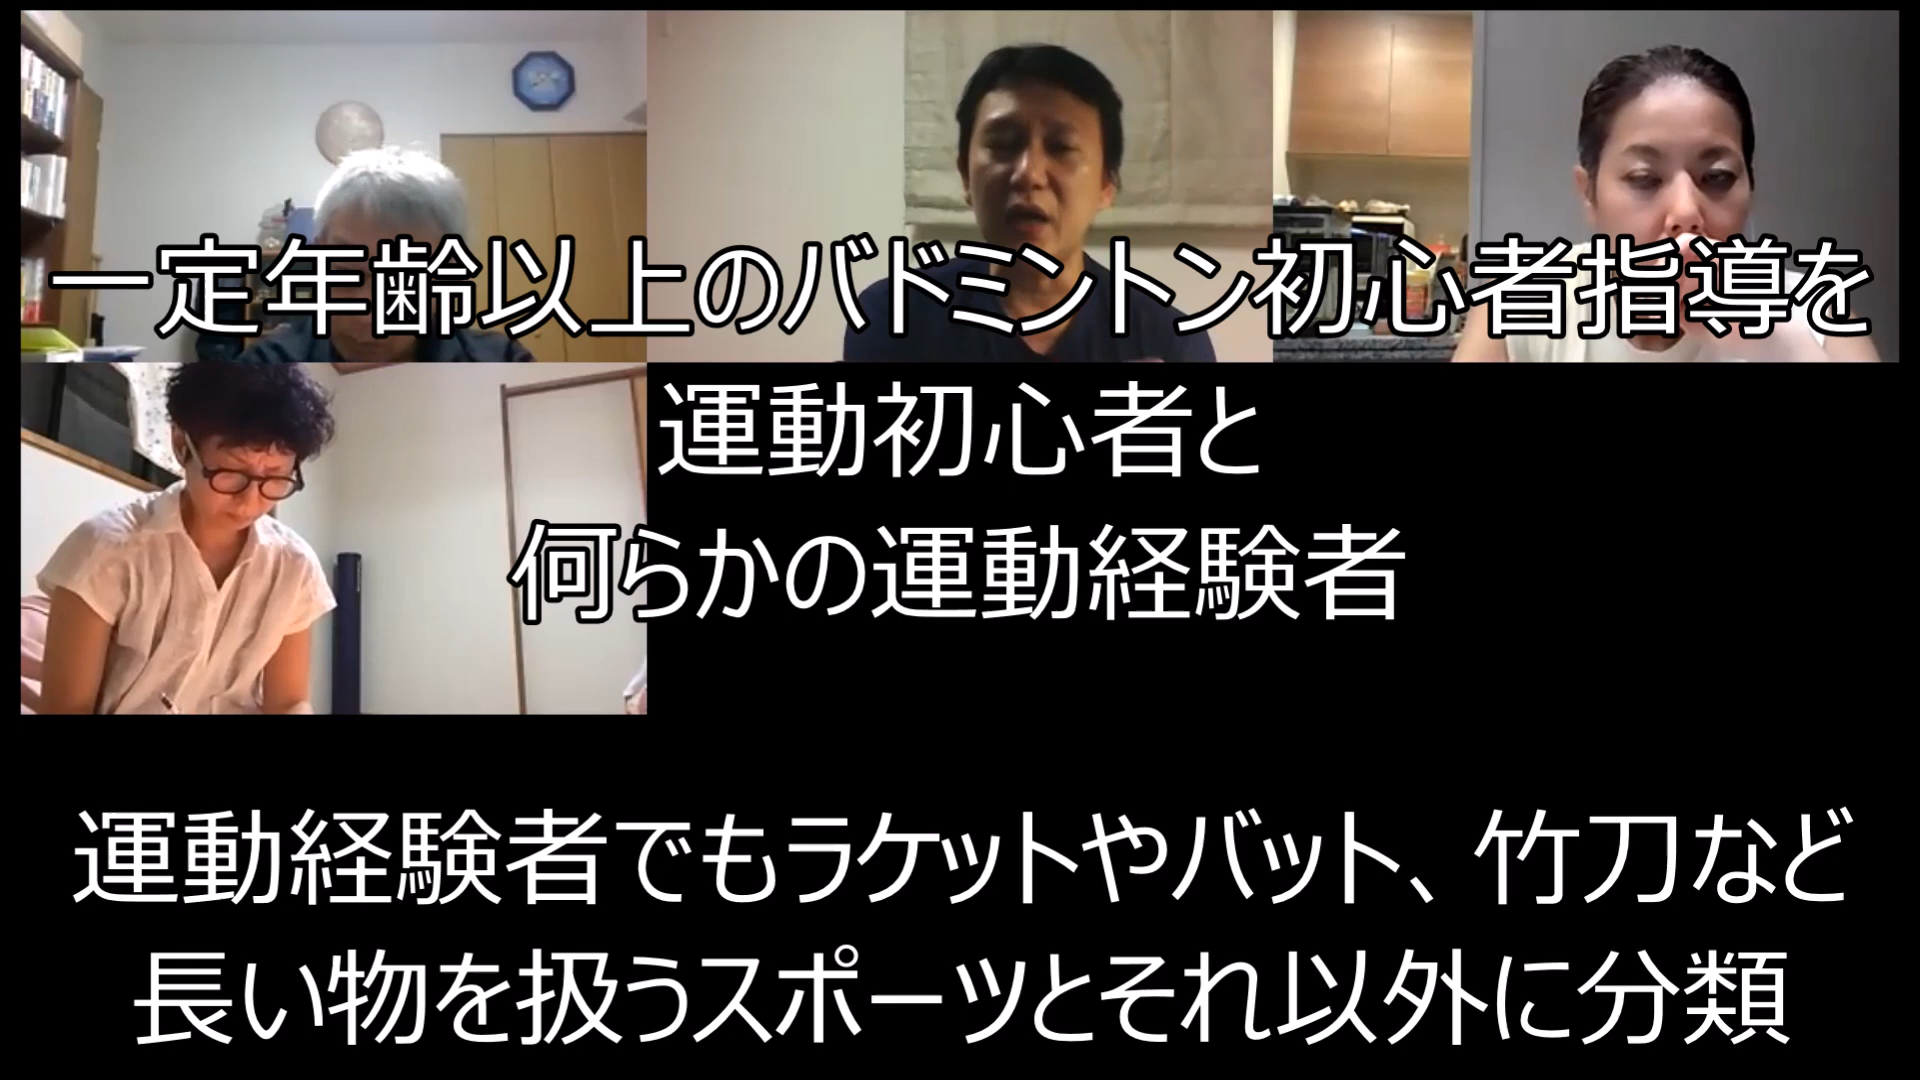 一定年齢以上のバドミントン初心者指導を
運動初心者と
何らかの運動経験者
運動経験者でもラケットやバット、竹刀など
長い物を扱うスポーツとそれ以外に分類